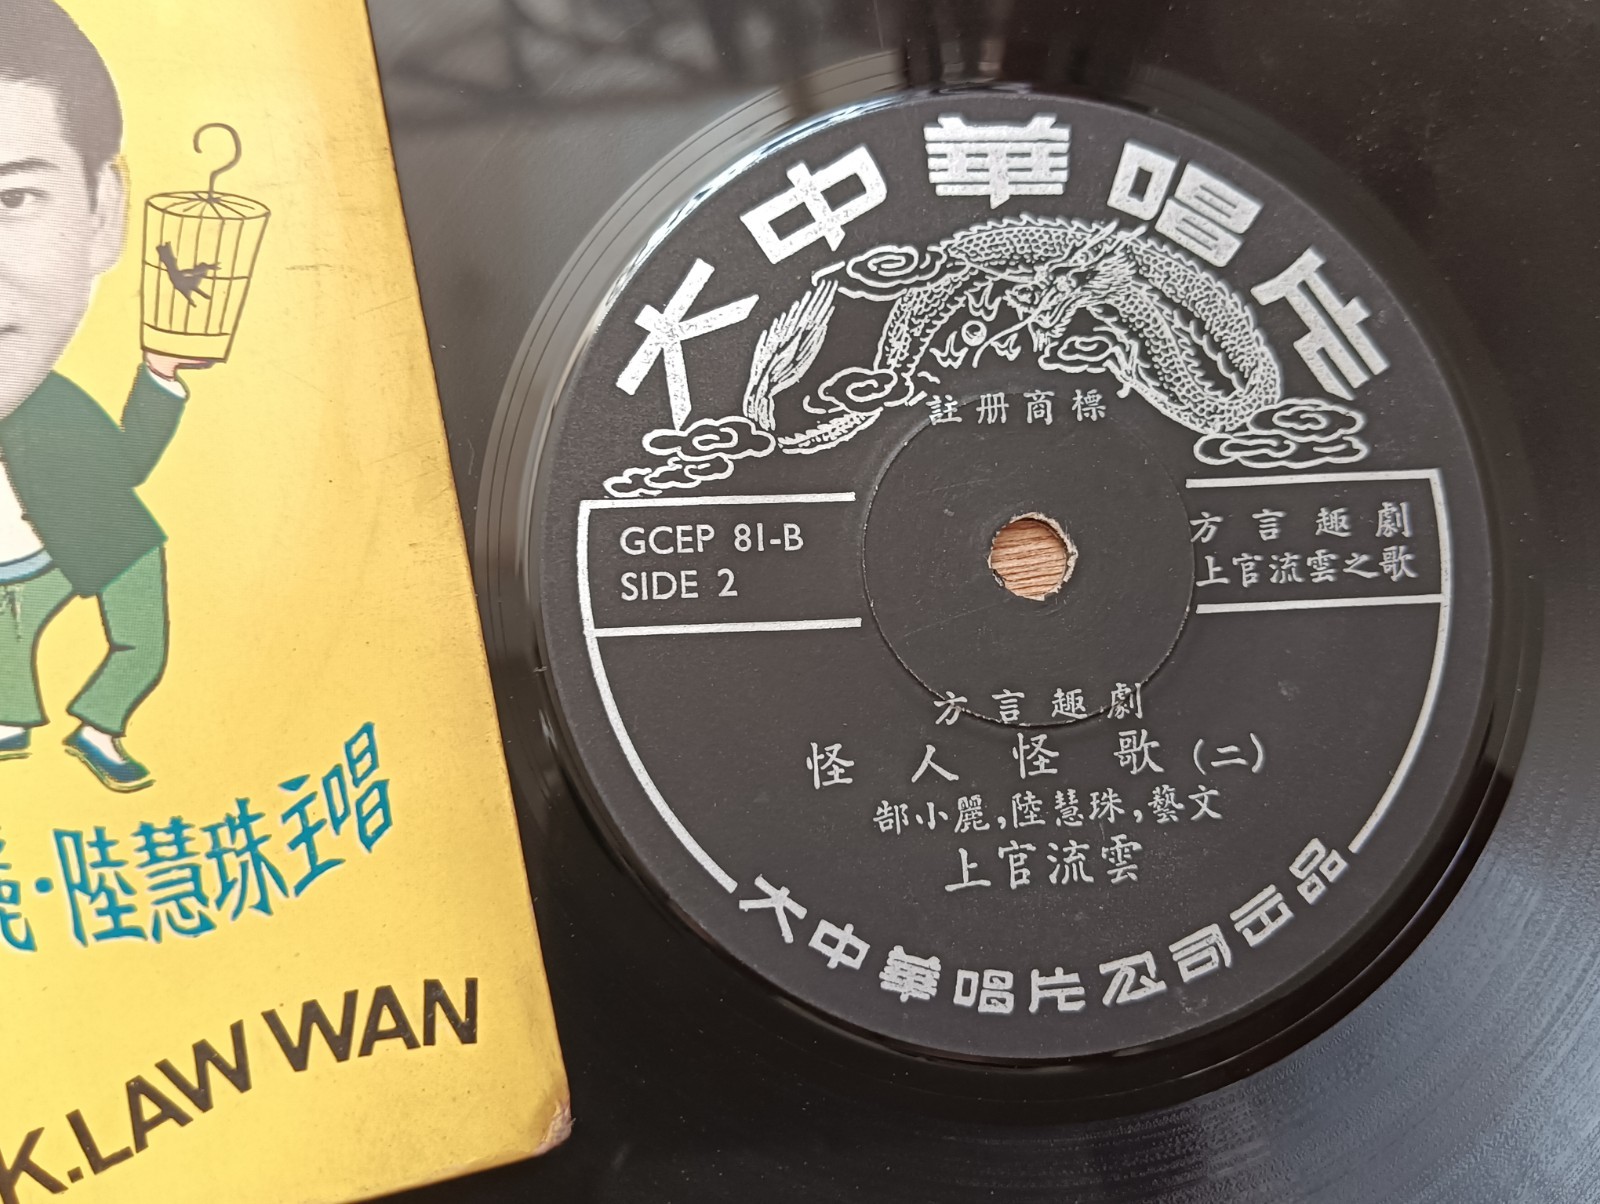 大中華唱片
註册商標
GCEP 81-B
SIDE 2
方言趣劇
上官流雲之歌
方言趣劇
怪人怪歌(二)
郜小麗,陸慧珠,藝文
上官流雲
大中華唱片公司出品
麗·陸慧珠主唱
K.LAW WAN